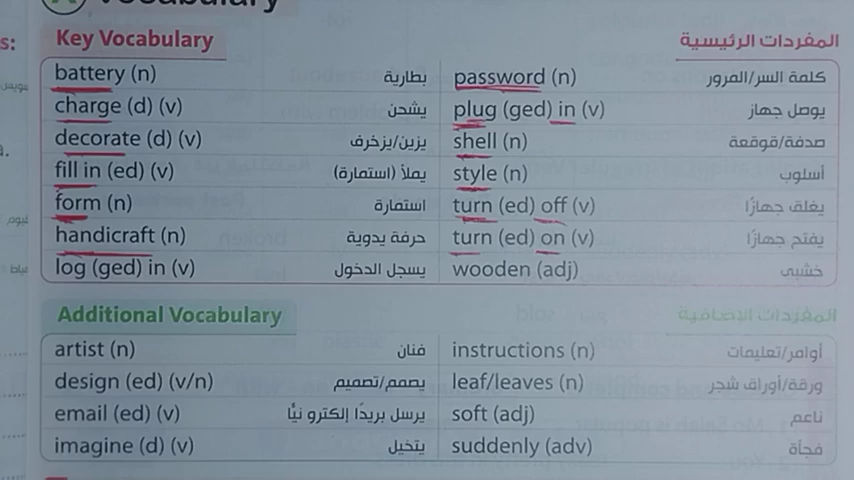 Vocabulary
Key Vocabulary المفردات الرئيسية
battery (n) بطارية password (n) كلمة السر/المرور
charge (d) (v) يشحن plug (ged) in (v) يوصل جهاز
decorate (d) (v) يزين/يزخرف shell (n) صدفة/قوقعة
fill in (ed) (v) يملأ (استمارة) style (n) أسلوب
form (n) استمارة turn (ed) off (v) يغلق جهازًا
handicraft (n) حرفة يدوية turn (ed) on (v) يفتح جهازًا
log (ged) in (v) يسجل الدخول wooden (adj) خشبى
Additional Vocabulary المفردات الإضافية
artist (n) فنان instructions (n) أوامر/تعليمات
design (ed) (v/n) يصمم/تصميم leaf/leaves (n) ورقة/أوراق شجر
email (ed) (v) يرسل بريدًا إلكترو نيًّا soft (adj) ناعم
imagine (d) (v) يتخيل suddenly (adv) فجأة